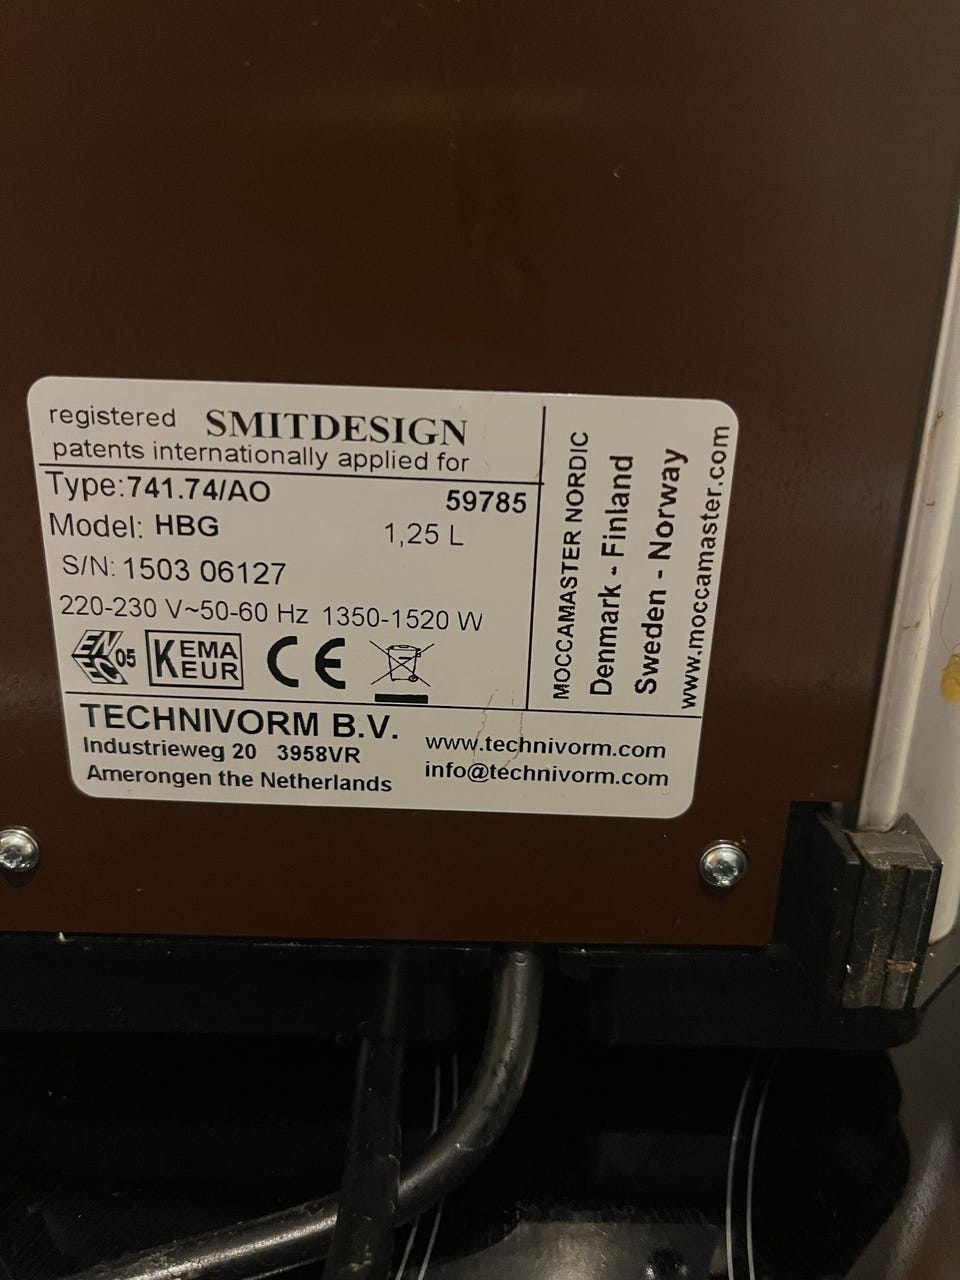 registered SMITDESIGN
patents internationally applied for
Type:741.74/AO 59785
Model: HBG 1,25 L
S/N: 1503 06127
220-230 V~50-60 Hz 1350-1520 W
EN
EC 05
KEMA
KEUR
CE
TECHNIVORM B.V.
Industrieweg 20 3958VR
Amerongen the Netherlands
www.technivorm.com
info@technivorm.com
MOCCAMASTER NORDIC
Denmark - Finland
Sweden - Norway
www.moccamaster.com